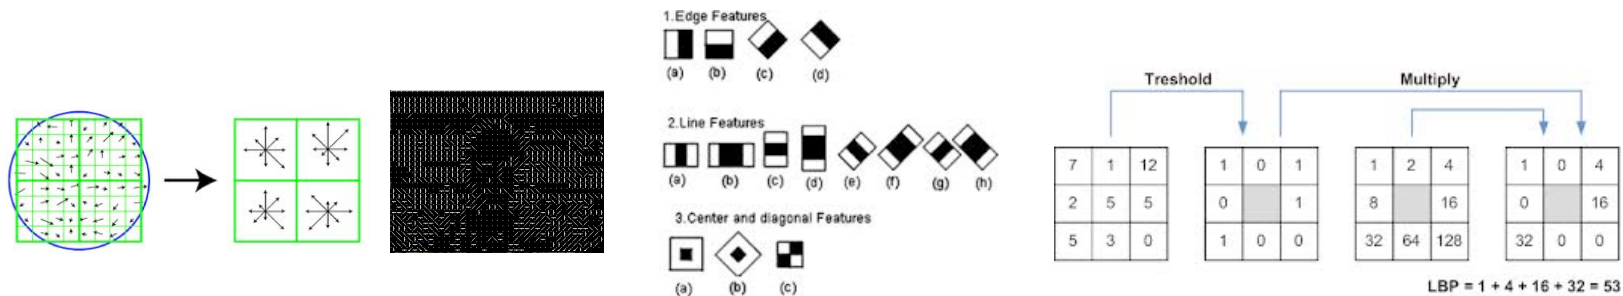 1.Edge Features
(a) (b) (c) (d)
2.Line Features
(a) (b) (c) (d) (e) (f) (g) (h)
3.Center and diagonal Features
(a) (b) (c)
Treshold Multiply
7 1 12
2 5 5
5 3 0
1 0 1
0 1
1 0 0
1 2 4
8 16
32 64 128
1 0 4
0 16
32 0 0
LBP = 1 + 4 + 16 + 32 = 53